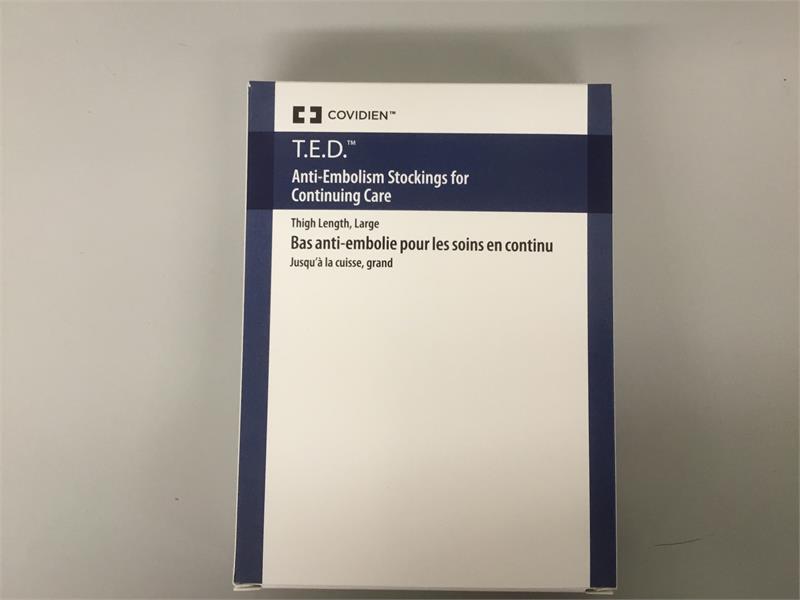 COVIDIEN™
T.E.D.™
Anti-Embolism Stockings for
Continuing Care
Thigh Length, Large
Bas anti-embolie pour les soins en continu
Jusqu'à la cuisse, grand